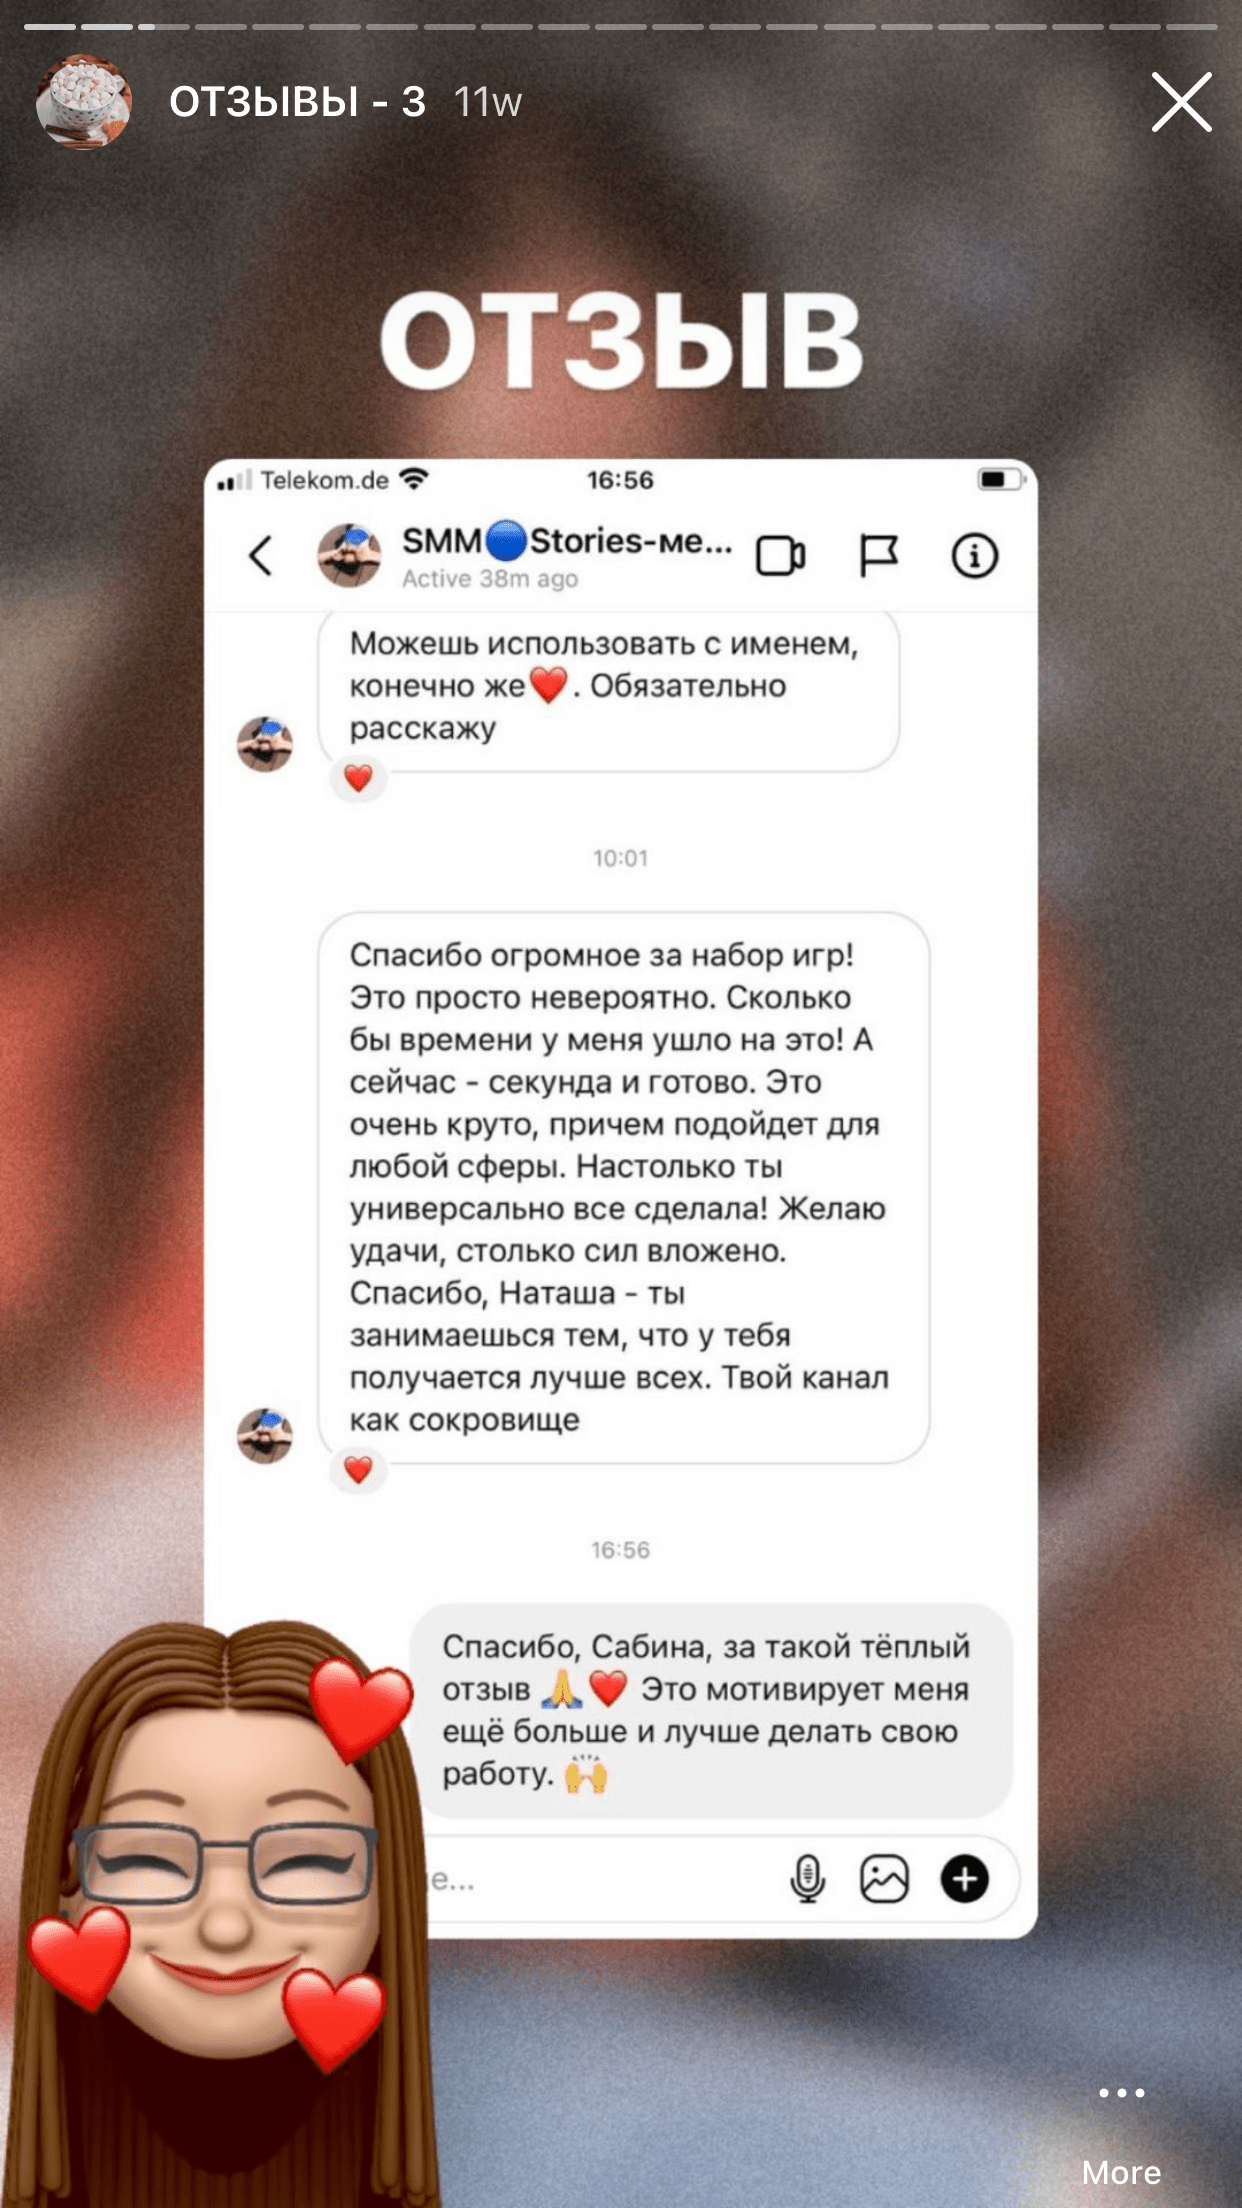 ОТЗЫВЫ - 3 11w
ОТЗЫВ
Telekom.de 16:56
SMM🔵Stories-ме...
Active 38m ago
Можешь использовать с именем,
конечно же❤️. Обязательно
расскажу
10:01
Спасибо огромное за набор игр!
Это просто невероятно. Сколько
бы времени у меня ушло на это! А
сейчас - секунда и готово. Это
очень круто, причем подойдет для
любой сферы. Настолько ты
универсально все сделала! Желаю
удачи, столько сил вложено.
Спасибо, Наташа - ты
занимаешься тем, что у тебя
получается лучше всех. Твой канал
как сокровище
16:56
Спасибо, Сабина, за такой тёплый
отзыв 🙏❤️ Это мотивирует меня
ещё больше и лучше делать свою
работу. 🙌
e...
More